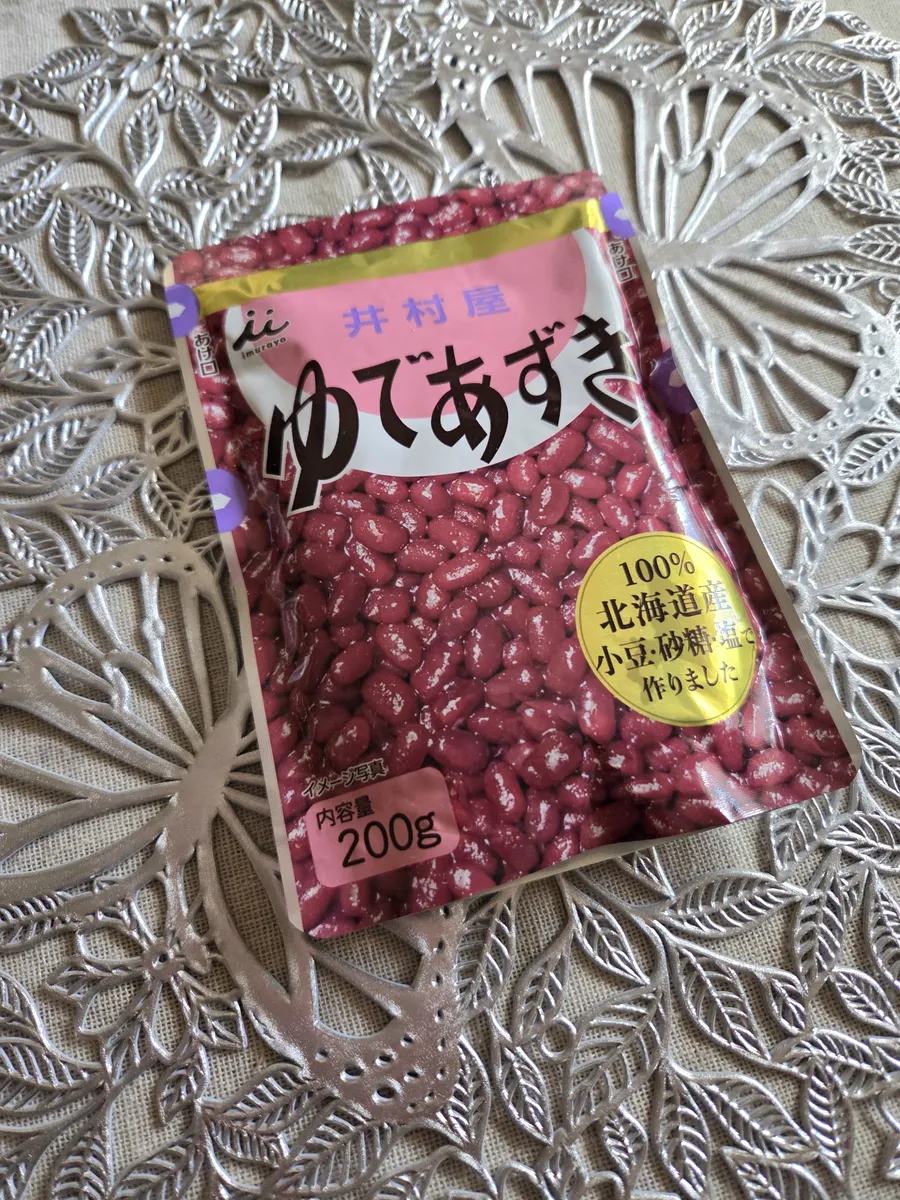 あけ口
imuraya
井村屋
ゆであずき
あけ口
100%
北海道産
小豆・砂糖・塩で
作りました
イメージ写真
内容量
200g